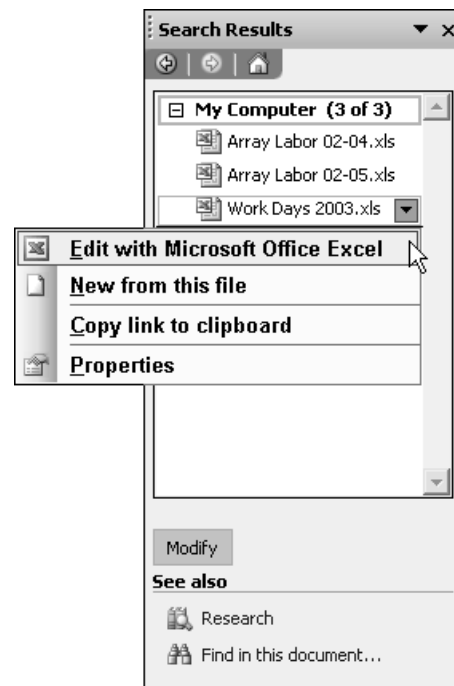 Search Results
My Computer (3 of 3)
Array Labor 02-04.xls
Array Labor 02-05.xls
Work Days 2003.xls
Edit with Microsoft Office Excel
New from this file
Copy link to clipboard
Properties
Modify
See also
Research
Find in this document...